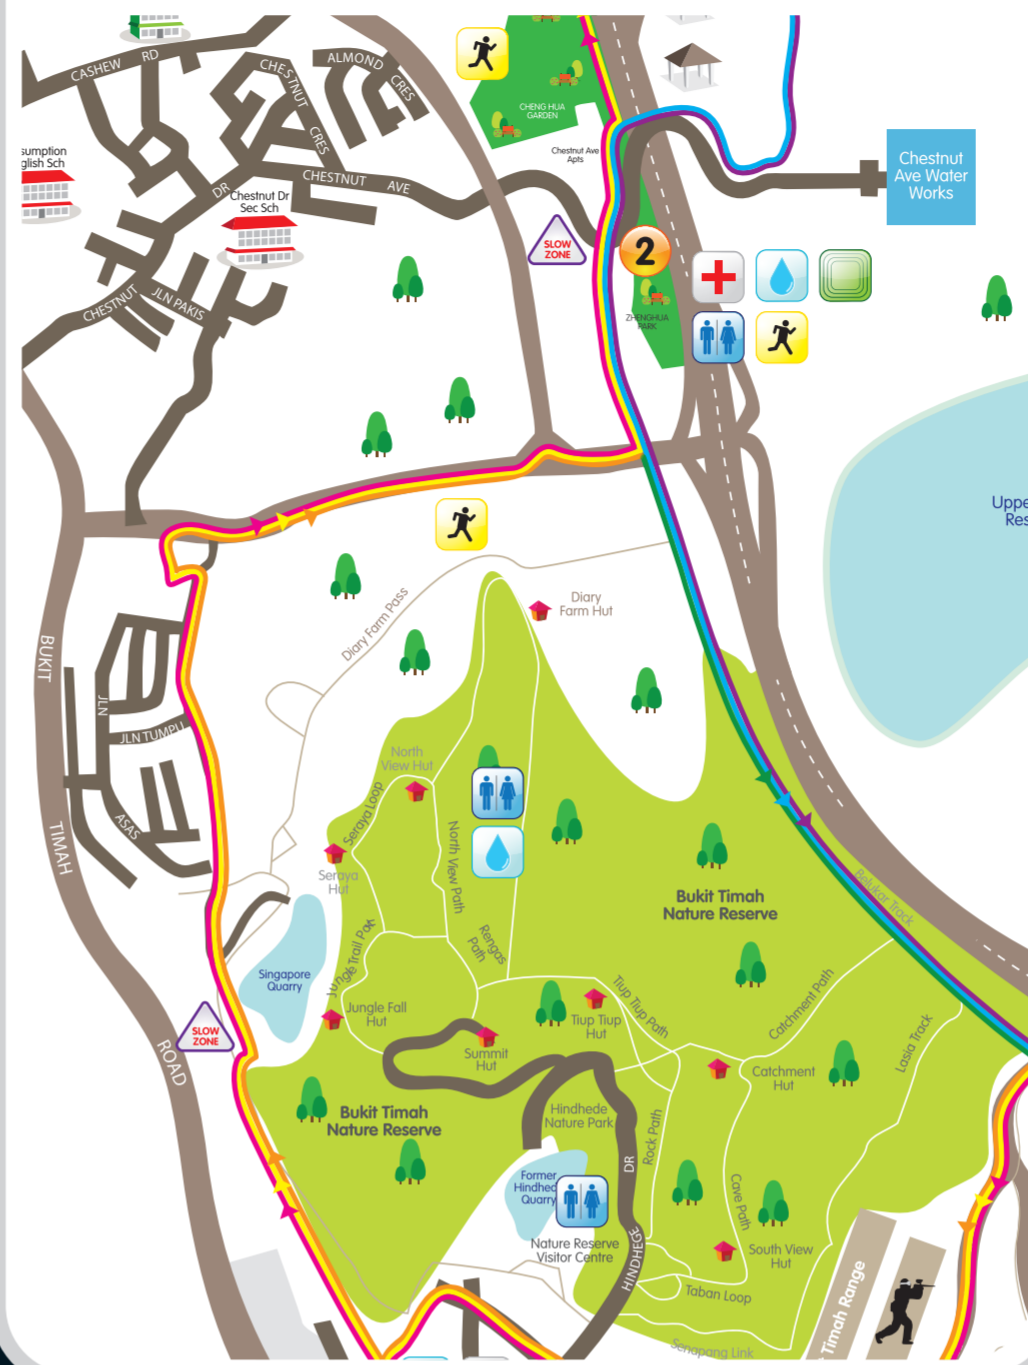 CASHEW RD
CHESTNUT CRES
ALMOND CRES
CHENG HUA
GARDEN
Chestnut Ave
Apts
sumption
glish Sch
DR
Chestnut Dr
Sec Sch
CHESTNUT AVE
Chestnut
Ave Water
Works
SLOW
ZONE
2
ZHENGHUA
PARK
CHESTNUT
JLN PAKIS
Uppe
Res
Diary Farm Pass
Diary
Farm Hut
BUKIT
TIMAH
ROAD
JLN
JLN TUMPU
ASAS
North
View Hut
Seraya Loop
Seraya
Hut
North View Path
Rengas
Path
Bukit Timah
Nature Reserve
Belukar Track
Singapore
Quarry
Jungle Trail
Jungle Fall
Hut
SLOW
ZONE
Summit
Hut
Tiup Tiup
Hut
Tiup Tiup Path
Catchment Path
Catchment
Hut
Lasia Track
Bukit Timah
Nature Reserve
Hindhede
Nature Park
Rock Path
DR
HINDHEGE
Former
Hindhed
Quarry
Nature Reserve
Visitor Centre
Cave Path
South View
Hut
Taban Loop
Senapang Link
Timah Range